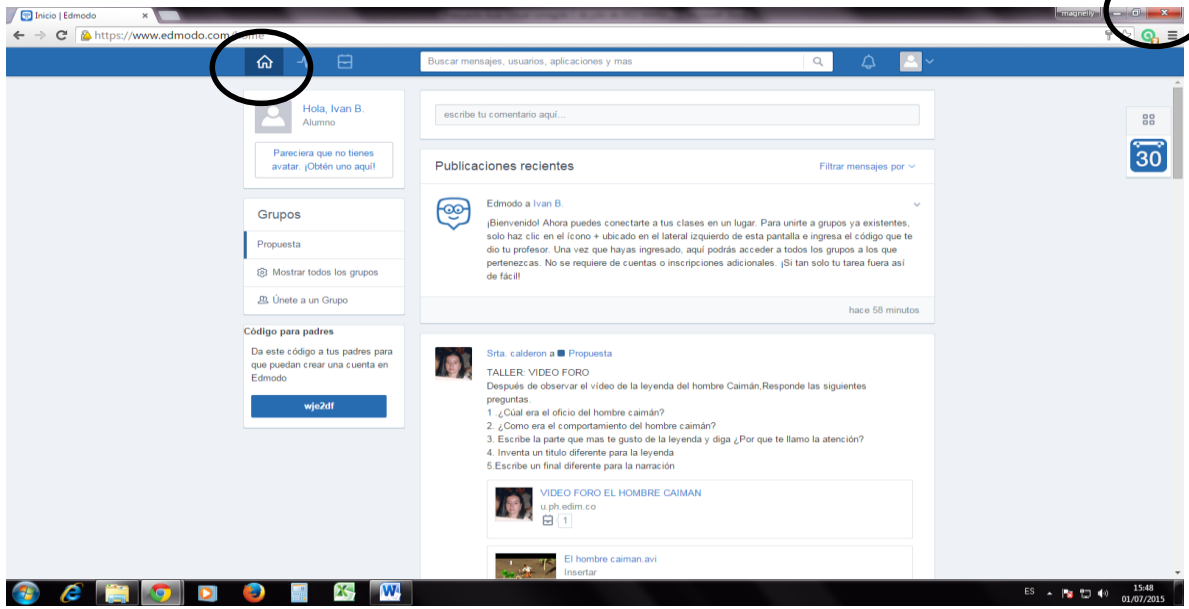 Inicio | Edmodo
magnelly
https://www.edmodo.com/home
Buscar mensajes, usuarios, aplicaciones y mas
Hola, Ivan B.
Alumno
Pareciera que no tienes
avatar. ¡Obtén uno aquí!
Grupos
Propuesta
Mostrar todos los grupos
Únete a un Grupo
Código para padres
Da este código a tus padres para
que puedan crear una cuenta en
Edmodo
wje2df
escribe tu comentario aquí...
Publicaciones recientes
Filtrar mensajes por
Edmodo a Ivan B.
¡Bienvenido! Ahora puedes conectarte a tus clases en un lugar. Para unirte a grupos ya existentes,
solo haz clic en el ícono + ubicado en el lateral izquierdo de esta pantalla e ingresa el código que te
dio tu profesor. Una vez que hayas ingresado, aquí podrás acceder a todos los grupos a los que
pertenezcas. No se requiere de cuentas o inscripciones adicionales. ¡Si tan solo tu tarea fuera así
de fácil!
hace 58 minutos
Srta. calderon a Propuesta
TALLER: VIDEO FORO
Después de observar el vídeo de la leyenda del hombre Caimán,Responde las siguientes
preguntas.
1 .¿Cúal era el oficio del hombre caimán?
2. ¿Como era el comportamiento del hombre caimán?
3. Escribe la parte que mas te gusto de la leyenda y diga ¿Por que te llamo la atención?
4. Inventa un titulo diferente para la leyenda
5.Escribe un final diferente para la narración
VIDEO FORO EL HOMBRE CAIMAN
u.ph.edim.co
1
El hombre caiman.avi
Insertar
30
ES
15:48
01/07/2015